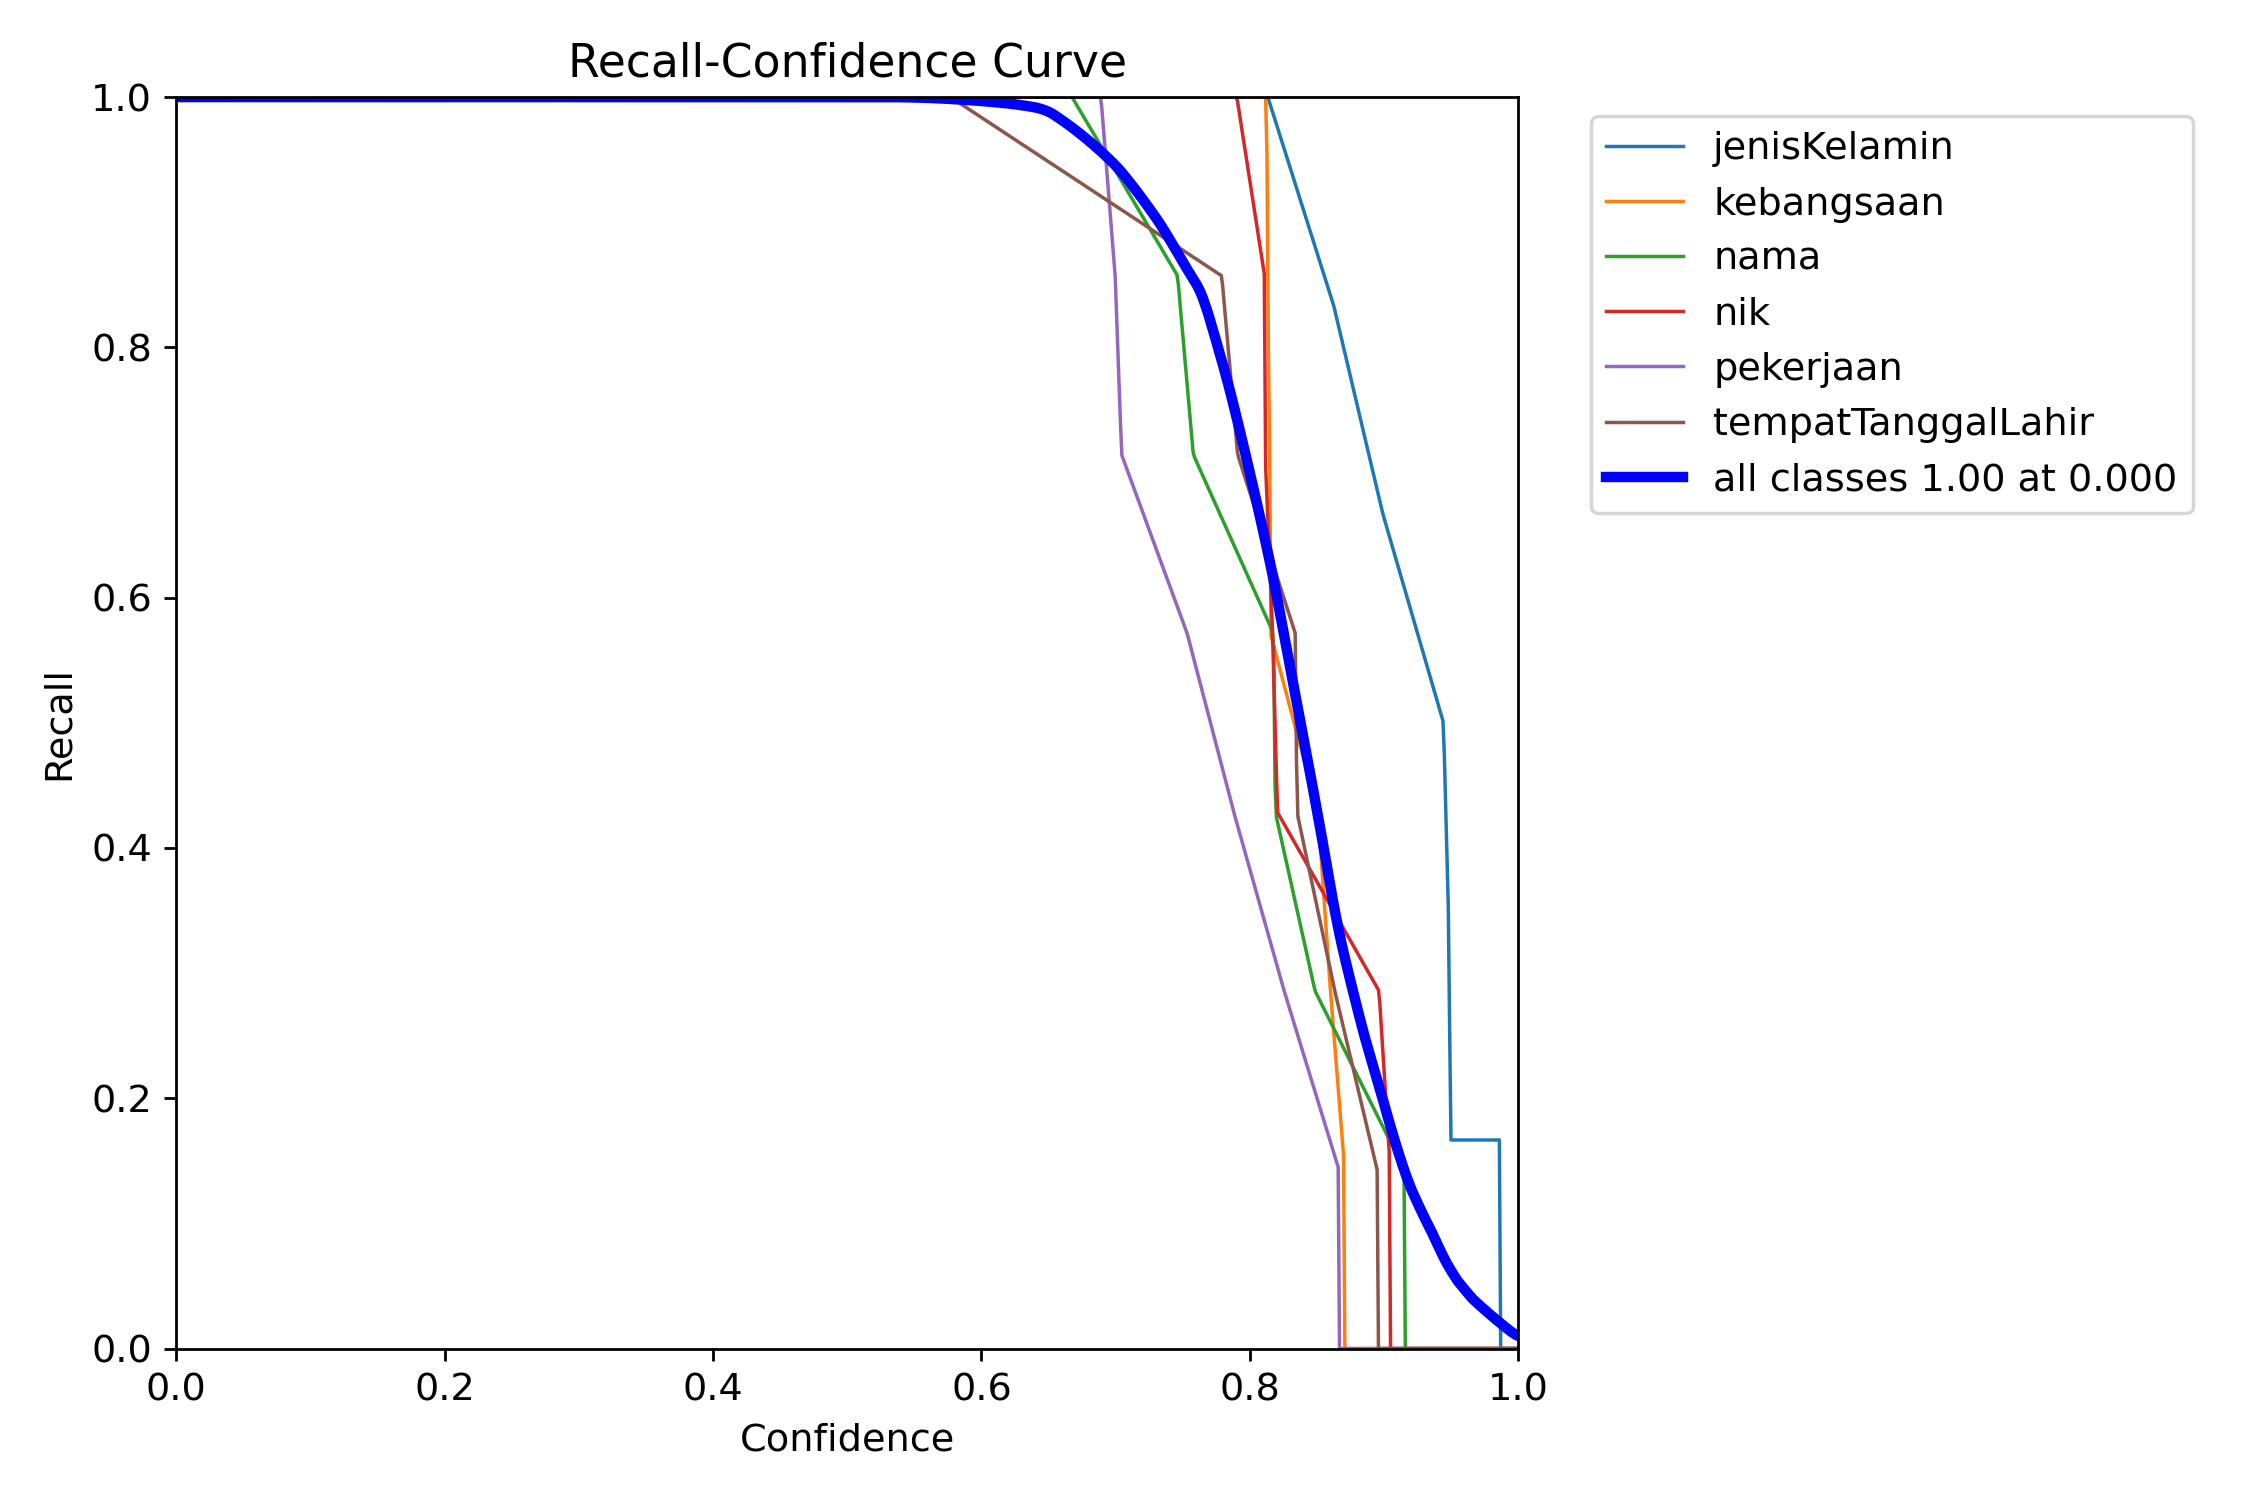 Recall-Confidence Curve
1.0
0.8
0.6
0.4
0.2
0.0
Recall
0.0 0.2 0.4 0.6 0.8 1.0
Confidence
jenisKelamin
kebangsaan
nama
nik
pekerjaan
tempatTanggalLahir
all classes 1.00 at 0.000